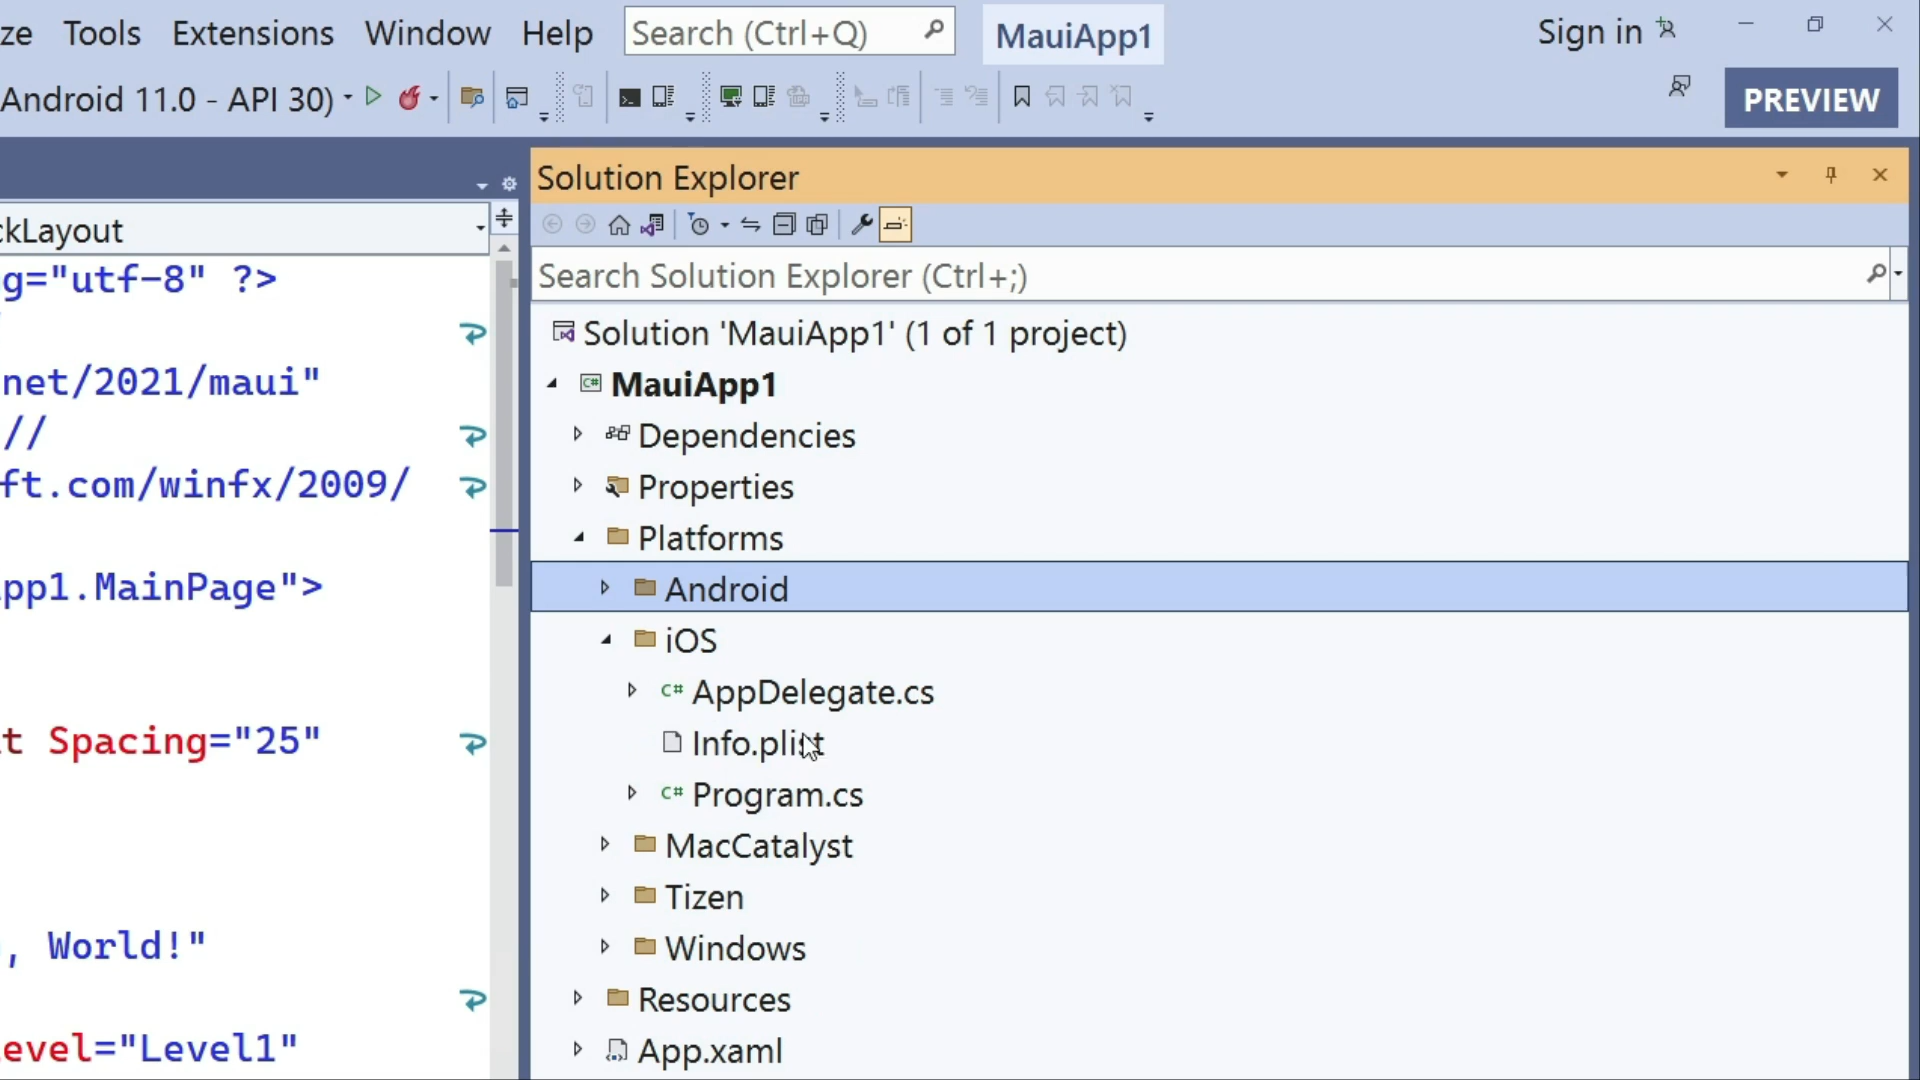 ze Tools Extensions Window Help Search (Ctrl+Q) MauiApp1 Sign in
Android 11.0 - API 30) PREVIEW
Solution Explorer
ckLayout
Search Solution Explorer (Ctrl+;)
g="utf-8" ?>
net/2021/maui"
//
ft.com/winfx/2009/
pp1.MainPage">
t Spacing="25"
, World!"
evel="Level1"
Solution 'MauiApp1' (1 of 1 project)
C# MauiApp1
Dependencies
Properties
Platforms
Android
iOS
C# AppDelegate.cs
Info.plist
C# Program.cs
MacCatalyst
Tizen
Windows
Resources
App.xaml